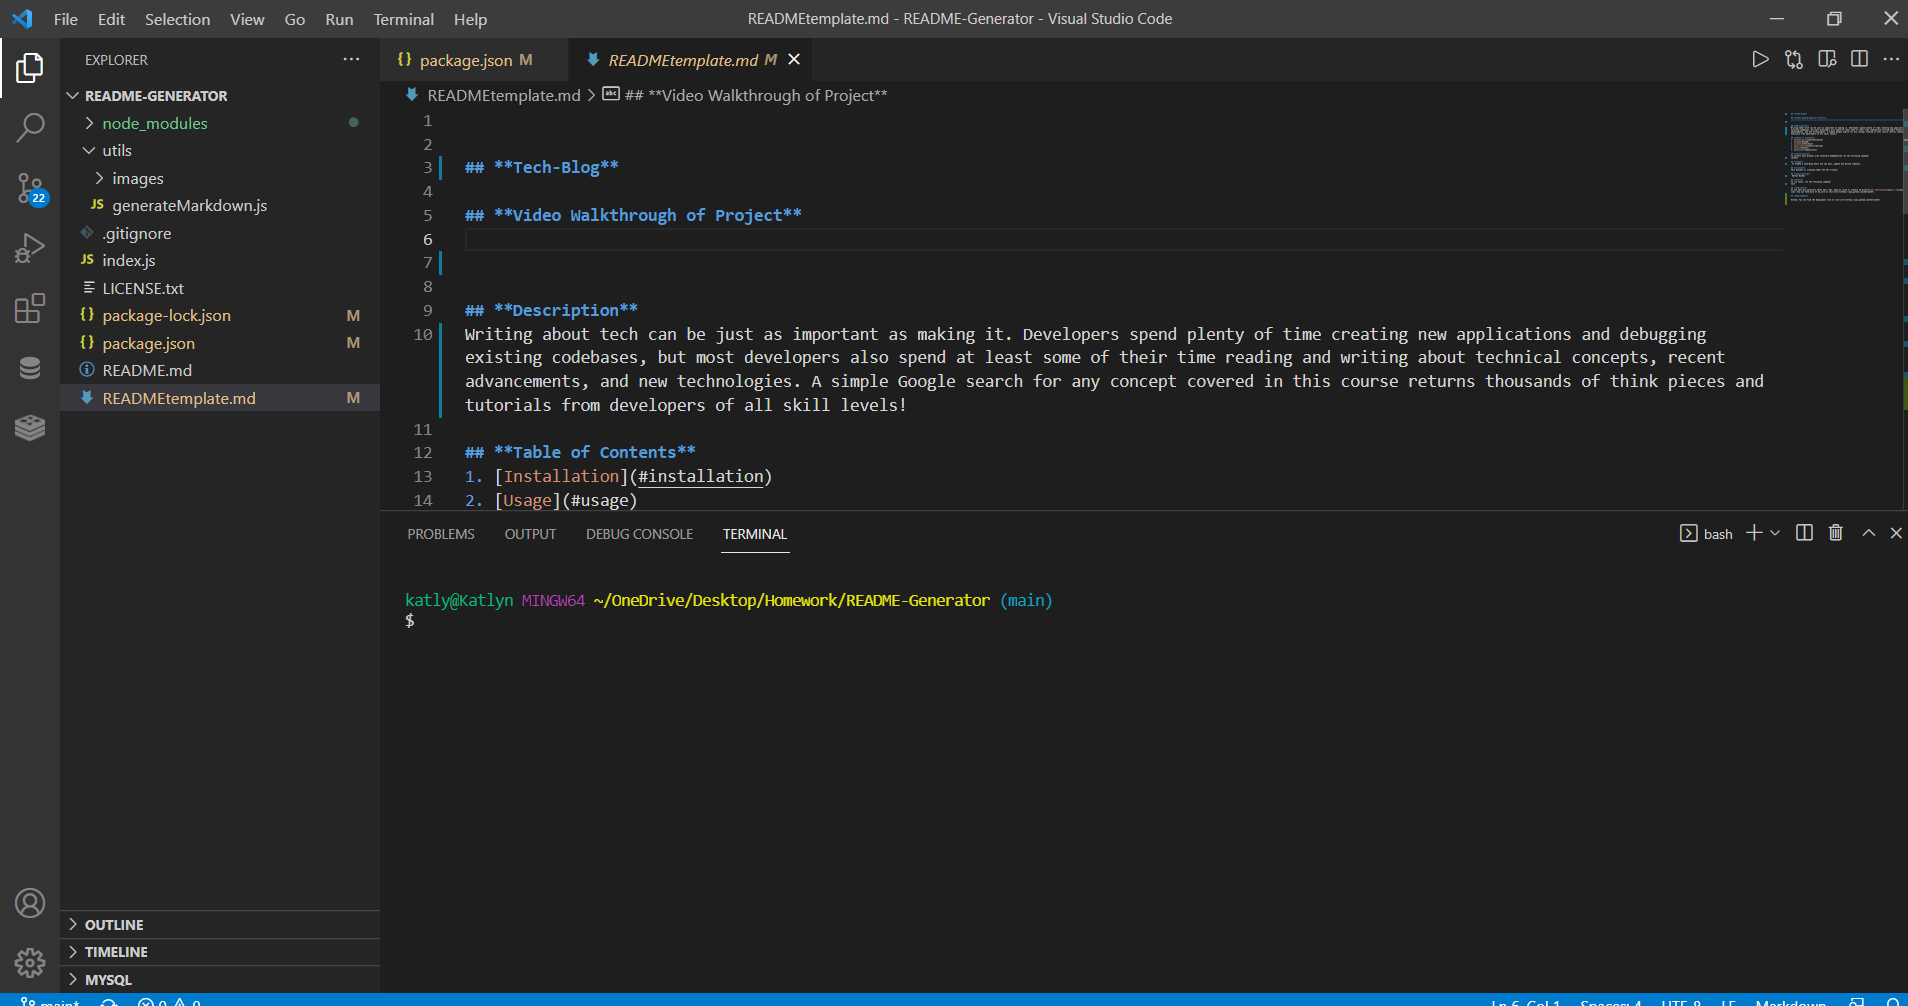 File Edit Selection View Go Run Terminal Help READMEtemplate.md - README-Generator - Visual Studio Code
EXPLORER
README-GENERATOR
node_modules
utils
images
JS generateMarkdown.js
.gitignore
JS index.js
LICENSE.txt
{} package-lock.json M
{} package.json M
README.md
READMEtemplate.md M
22
OUTLINE
TIMELINE
MYSQL
{} package.json M READMEtemplate.md M
READMEtemplate.md > abc ## **Video Walkthrough of Project**
1
2
3 ## **Tech-Blog**
4
5 ## **Video Walkthrough of Project**
6
7
8
9 ## **Description**
10 Writing about tech can be just as important as making it. Developers spend plenty of time creating new applications and debugging
existing codebases, but most developers also spend at least some of their time reading and writing about technical concepts, recent
advancements, and new technologies. A simple Google search for any concept covered in this course returns thousands of think pieces and
tutorials from developers of all skill levels!
11
12 ## **Table of Contents**
13 1. [Installation](#installation)
14 2. [Usage](#usage)
PROBLEMS OUTPUT DEBUG CONSOLE TERMINAL bash
katly@Katlyn MINGW64 ~/OneDrive/Desktop/Homework/README-Generator (main)
$
main* 0 0 Ln 6, Col 1 Spaces: 4 UTF-8 LF Markdown